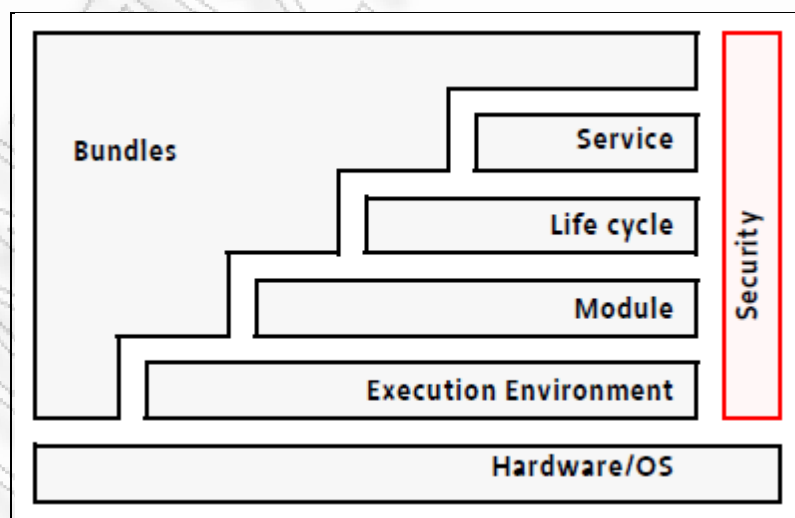 Bundles
Service
Life cycle
Module
Execution Environment
Hardware/OS
Security